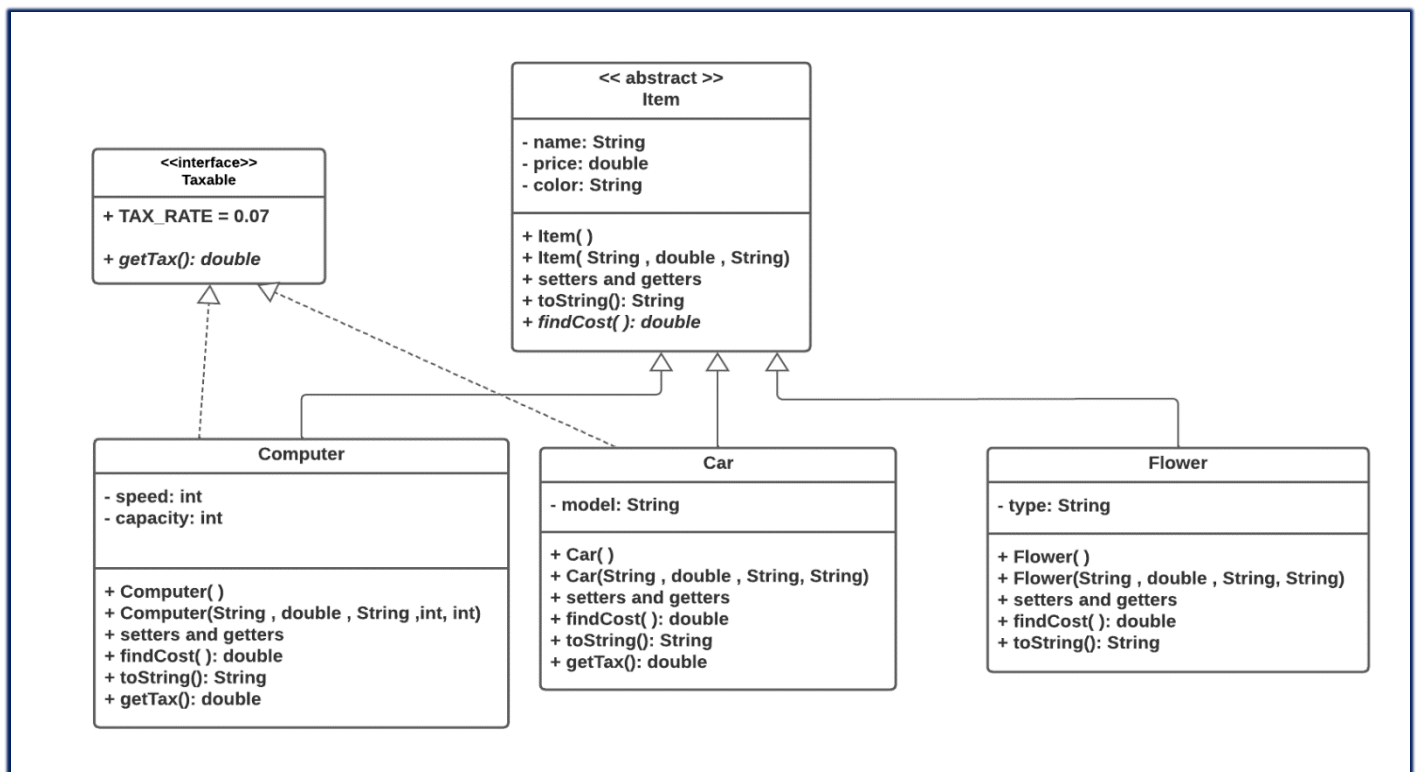 << abstract >>
Item
- name: String
- price: double
- color: String
+ Item( )
+ Item( String , double , String)
+ setters and getters
+ toString(): String
+ findCost( ): double
<<interface>>
Taxable
+ TAX_RATE = 0.07
+ getTax(): double
Computer
- speed: int
- capacity: int
+ Computer( )
+ Computer(String , double , String ,int, int)
+ setters and getters
+ findCost( ): double
+ toString(): String
+ getTax(): double
Car
- model: String
+ Car( )
+ Car(String , double , String, String)
+ setters and getters
+ findCost( ): double
+ toString(): String
+ getTax(): double
Flower
- type: String
+ Flower( )
+ Flower(String , double , String, String)
+ setters and getters
+ findCost( ): double
+ toString(): String